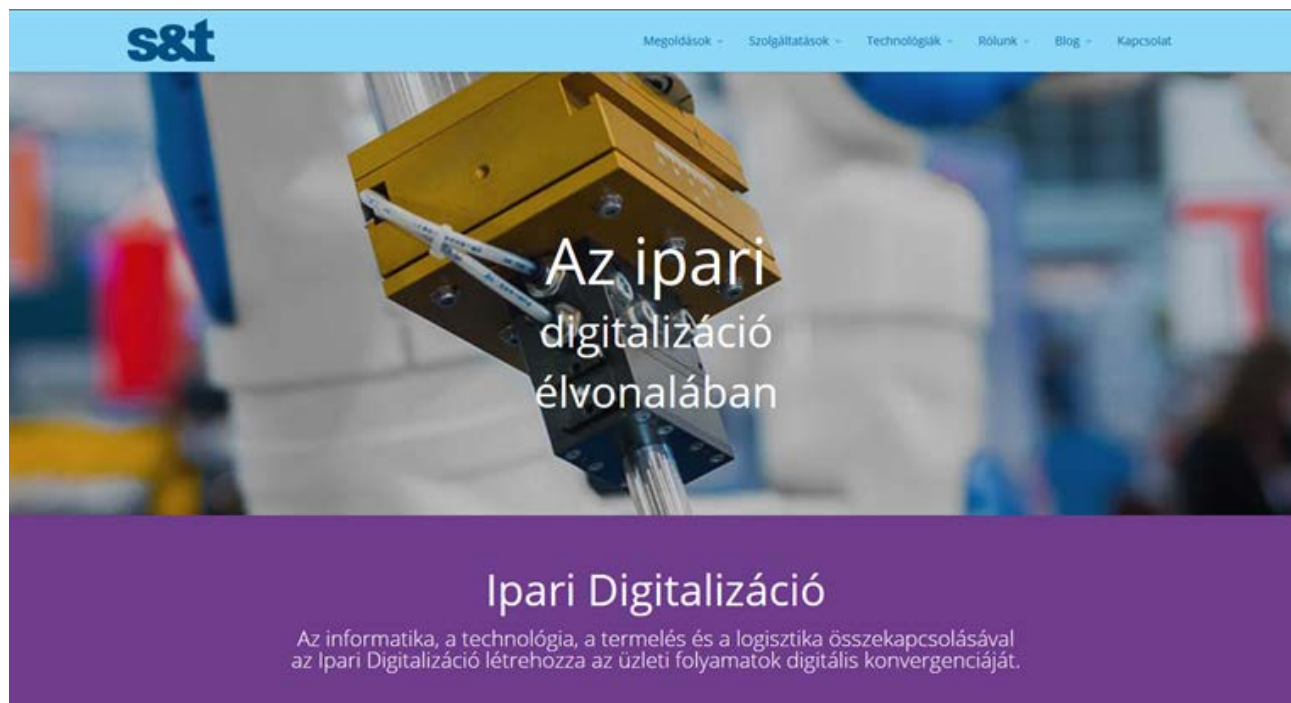 s&t
Megoldások Szolgáltatások Technológiák Rólunk Blog Kapcsolat
Az ipari
digitalizáció
élvonalában
Ipari Digitalizáció
Az informatika, a technológia, a termelés és a logisztika összekapcsolásával
az Ipari Digitalizáció létrehozza az üzleti folyamatok digitális konvergenciáját.